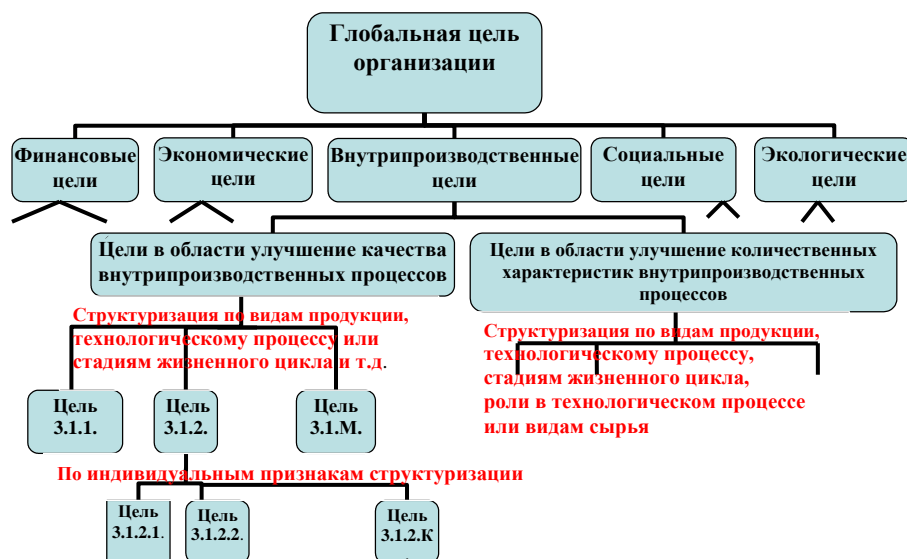 Глобальная цель
организации
Финансовые
цели
Экономические
цели
Внутрипроизводственные
цели
Социальные
цели
Экологические
цели
Цели в области улучшение качества
внутрипроизводственных процессов
Цели в области улучшение количественных
характеристик внутрипроизводственных
процессов
Структуризация по видам продукции,
технологическому процессу или
стадиям жизненного цикла и т.д.
Структуризация по видам продукции,
технологическому процессу,
стадиям жизненного цикла,
роли в технологическом процессе
или видам сырья
Цель
3.1.1.
Цель
3.1.2.
Цель
3.1.М.
По индивидуальным признакам структуризации
Цель
3.1.2.1.
Цель
3.1.2.2.
Цель
3.1.2.К